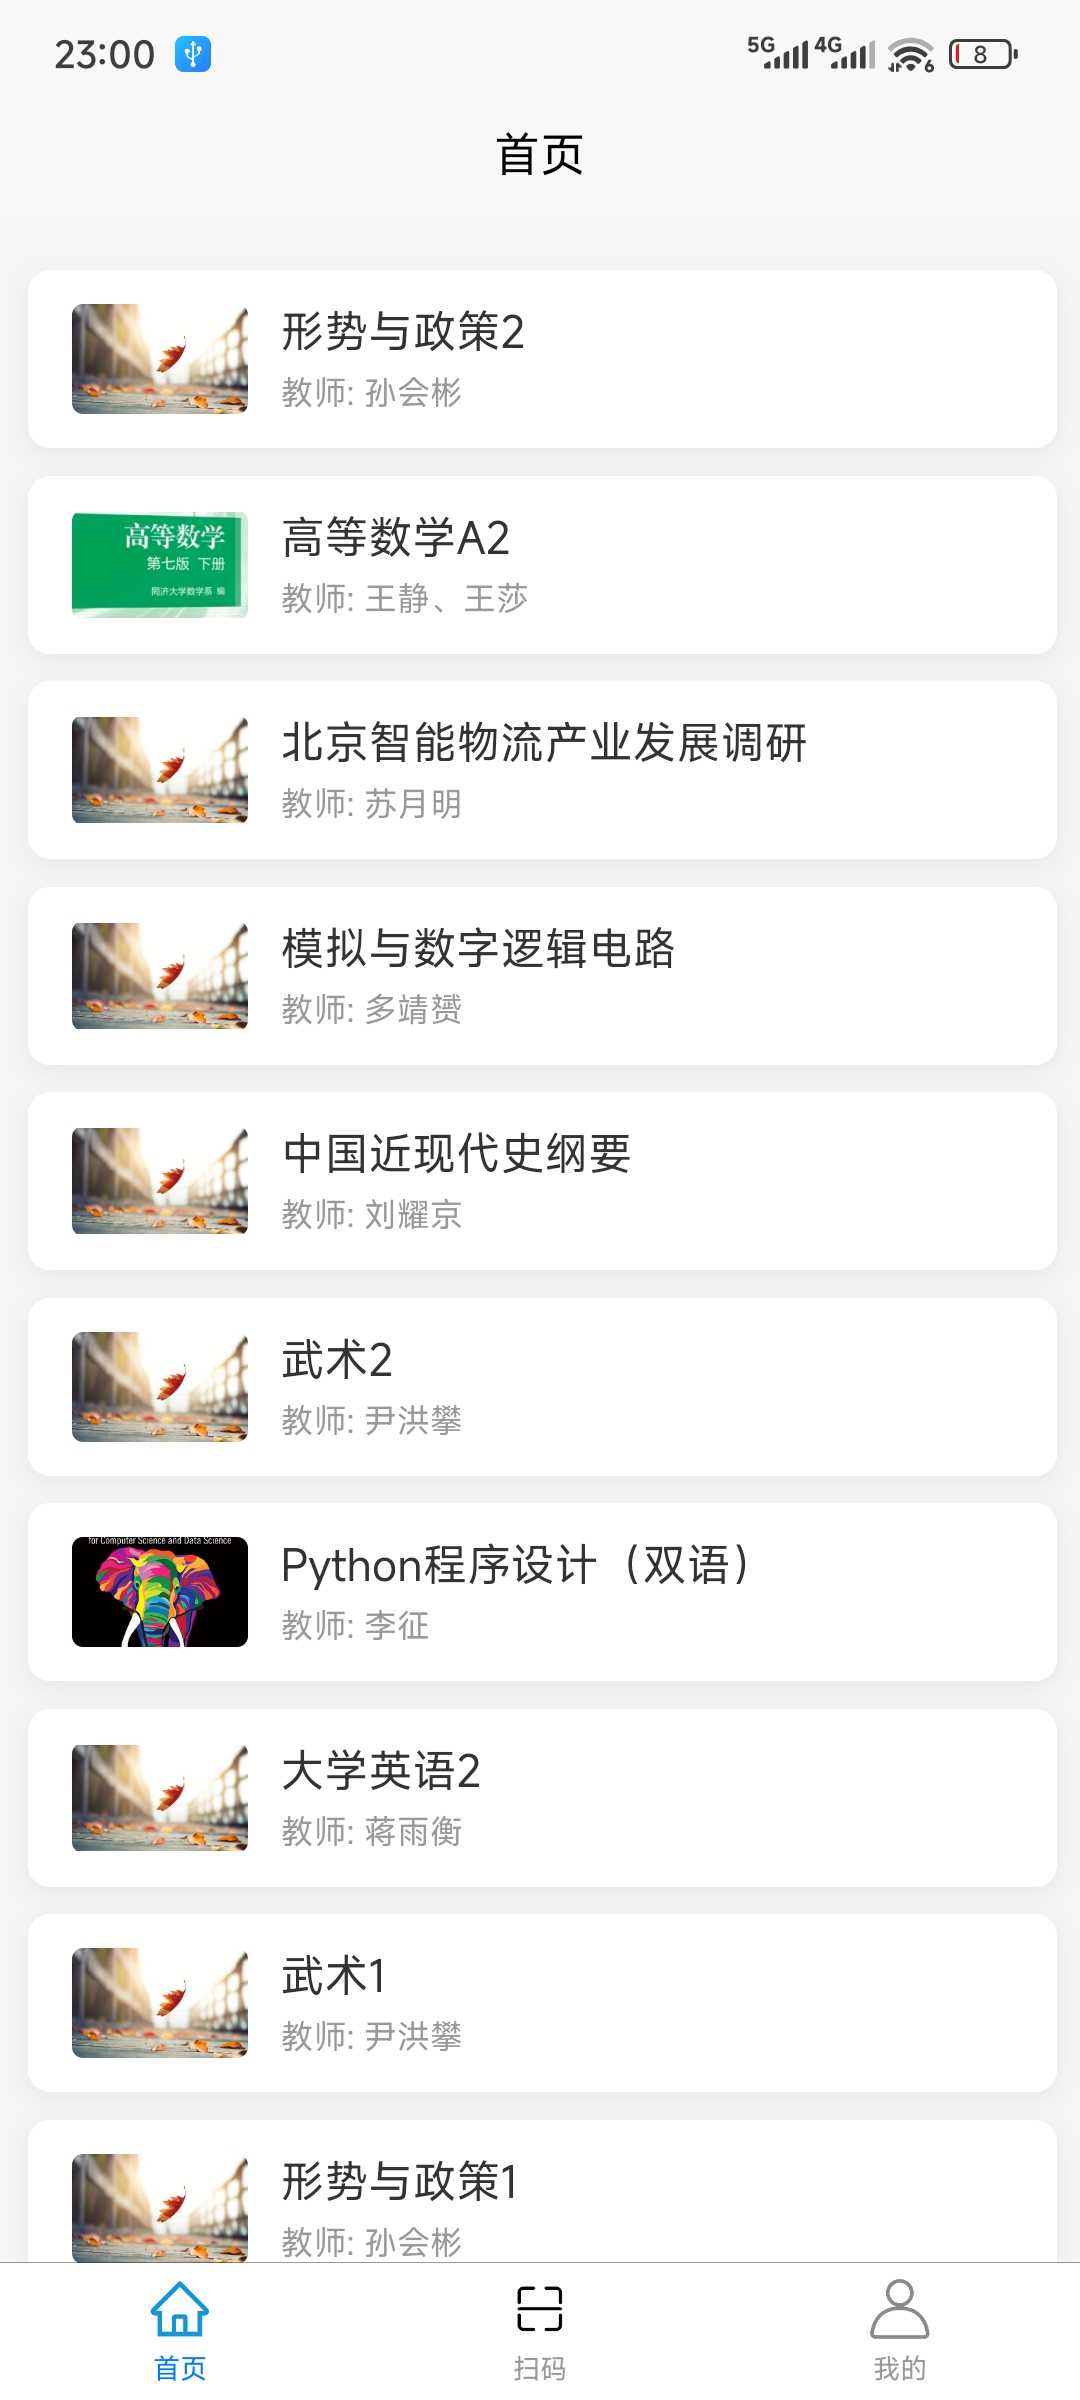 23:00
5G 4G 6 8
首页
形势与政策2
教师: 孙会彬
高等数学
第七版 下册
同济大学数学系 编
高等数学A2
教师: 王静、王莎
北京智能物流产业发展调研
教师: 苏月明
模拟与数字逻辑电路
教师: 多靖赟
中国近现代史纲要
教师: 刘耀京
武术2
教师: 尹洪攀
for Computer Science and Data Science
Python程序设计（双语）
教师: 李征
大学英语2
教师: 蒋雨衡
武术1
教师: 尹洪攀
形势与政策1
教师: 孙会彬
首页
扫码
我的